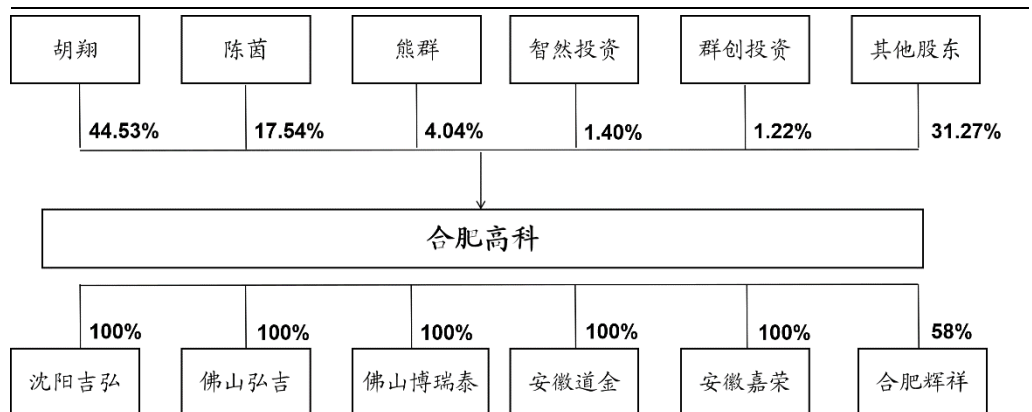 胡翔 陈茵 熊群 智然投资 群创投资 其他股东
44.53% 17.54% 4.04% 1.40% 1.22% 31.27%
合肥高科
100% 100% 100% 100% 100% 58%
沈阳吉弘 佛山弘吉 佛山博瑞泰 安徽道金 安徽嘉荣 合肥辉祥